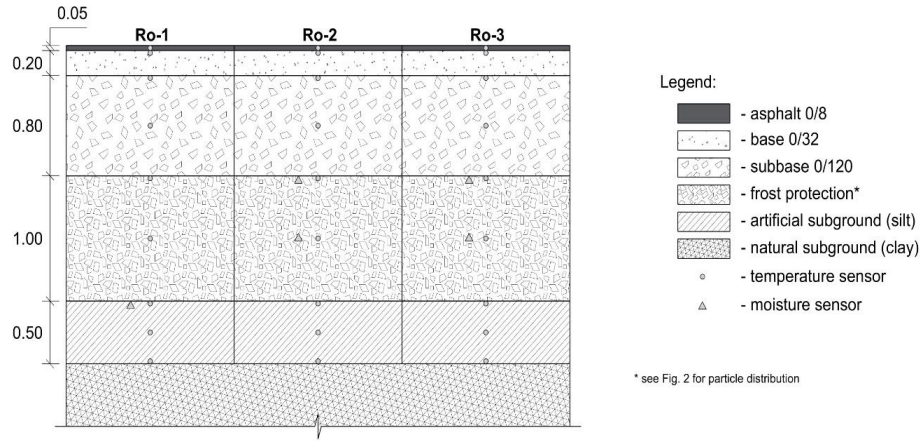 0.05
Ro-1 Ro-2 Ro-3
0.20
0.80
1.00
0.50
Legend:
- asphalt 0/8
- base 0/32
- subbase 0/120
- frost protection*
- artificial subground (silt)
- natural subground (clay)
- temperature sensor
- moisture sensor
* see Fig. 2 for particle distribution